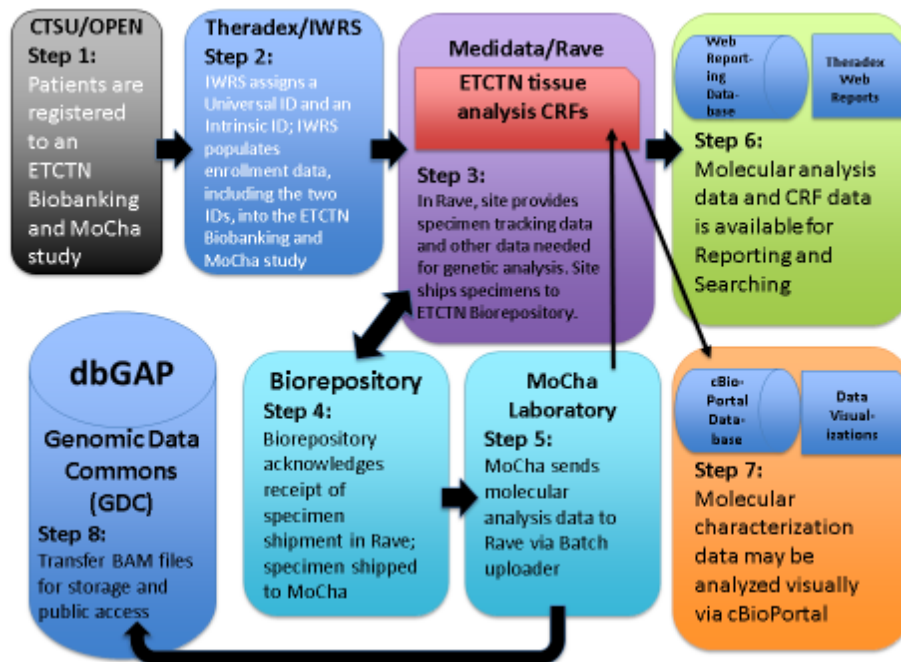 CTSU/OPEN
Step 1:
Patients are
registered
to an
ETCTN
Biobanking
and MoCha
study
Theradex/IWRS
Step 2:
IWRS assigns a
Universal ID and an
Intrinsic ID; IWRS
populates
enrollment data,
including the two
IDs, into the ETCTN
Biobanking and
MoCha study
Medidata/Rave
ETCTN tissue
analysis CRFs
Step 3:
In Rave, site provides
specimen tracking data
and other data needed
for genetic analysis. Site
ships specimens to
ETCTN Biorepository.
Web
Report-
ing
Data-
base
Theradex
Web
Reports
Step 6:
Molecular analysis
data and CRF data
is available for
Reporting and
Searching
dbGAP
Genomic Data
Commons
(GDC)
Step 8:
Transfer BAM files
for storage and
public access
Biorepository
Step 4:
Biorepository
acknowledges
receipt of
specimen
shipment in Rave;
specimen shipped
to MoCha
MoCha
Laboratory
Step 5:
MoCha sends
molecular
analysis data to
Rave via Batch
uploader
cBio-
Portal
Data-
base
Data
Visual-
izations
Step 7:
Molecular
characterization
data may be
analyzed visually
via cBioPortal